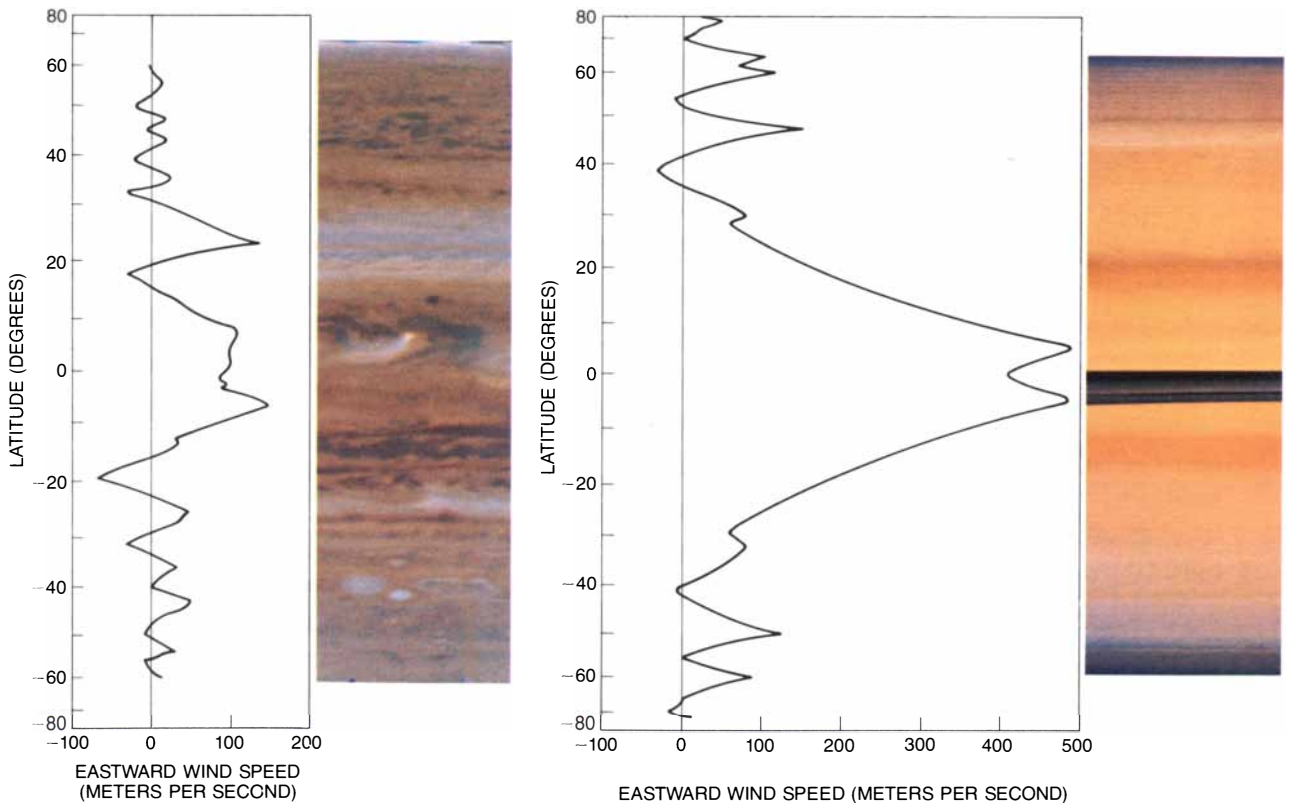 80
60
40
20
0
−20
−40
−60
−80
LATITUDE (DEGREES)
−100 0 100 200
EASTWARD WIND SPEED
(METERS PER SECOND)
80
60
40
20
0
−20
−40
−60
−80
LATITUDE (DEGREES)
−100 0 100 200 300 400 500
EASTWARD WIND SPEED (METERS PER SECOND)